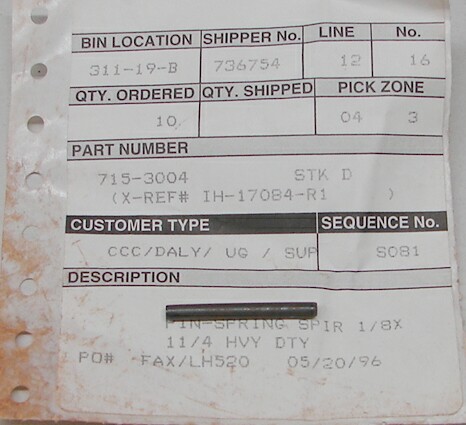 BIN LOCATION SHIPPER No. LINE No.
311-19-B 736754 12 16
QTY. ORDERED QTY. SHIPPED PICK ZONE
10 04 3
PART NUMBER
715-3004 STK D
(X-REF# IH-17084-R1 )
CUSTOMER TYPE SEQUENCE No.
CCC/DALY/ UG / SUP S081
DESCRIPTION
PIN-SPRING SPIR 1/8X
11/4 HVY DTY
PO# FAX/LH520 05/20/96